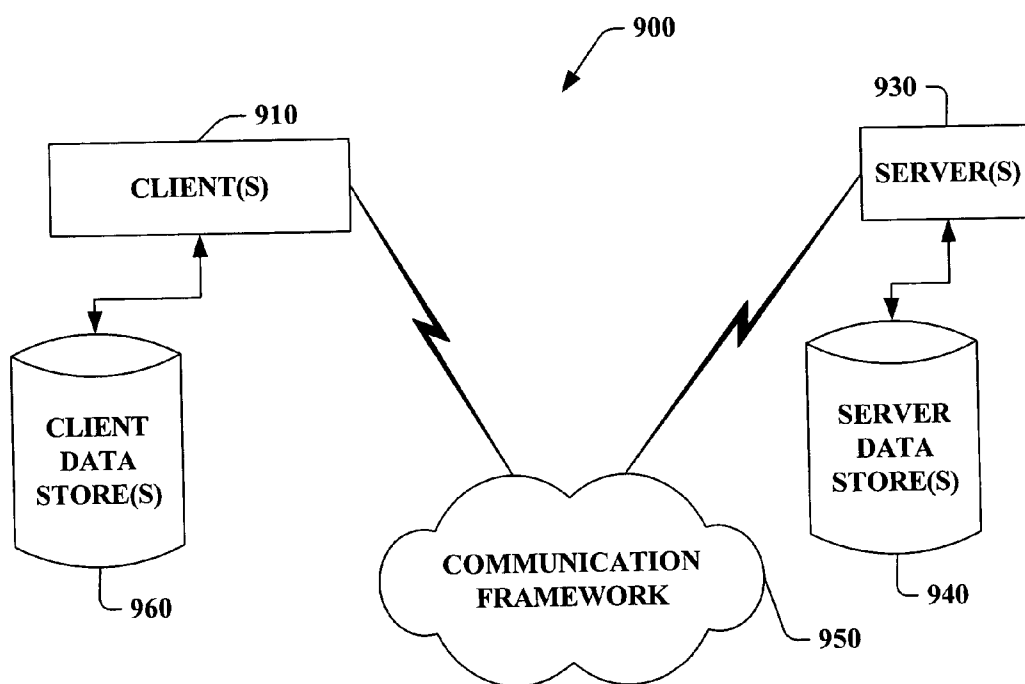 900
910
930
CLIENT(S)
SERVER(S)
CLIENT
DATA
STORE(S)
SERVER
DATA
STORE(S)
COMMUNICATION
FRAMEWORK
960
940
950